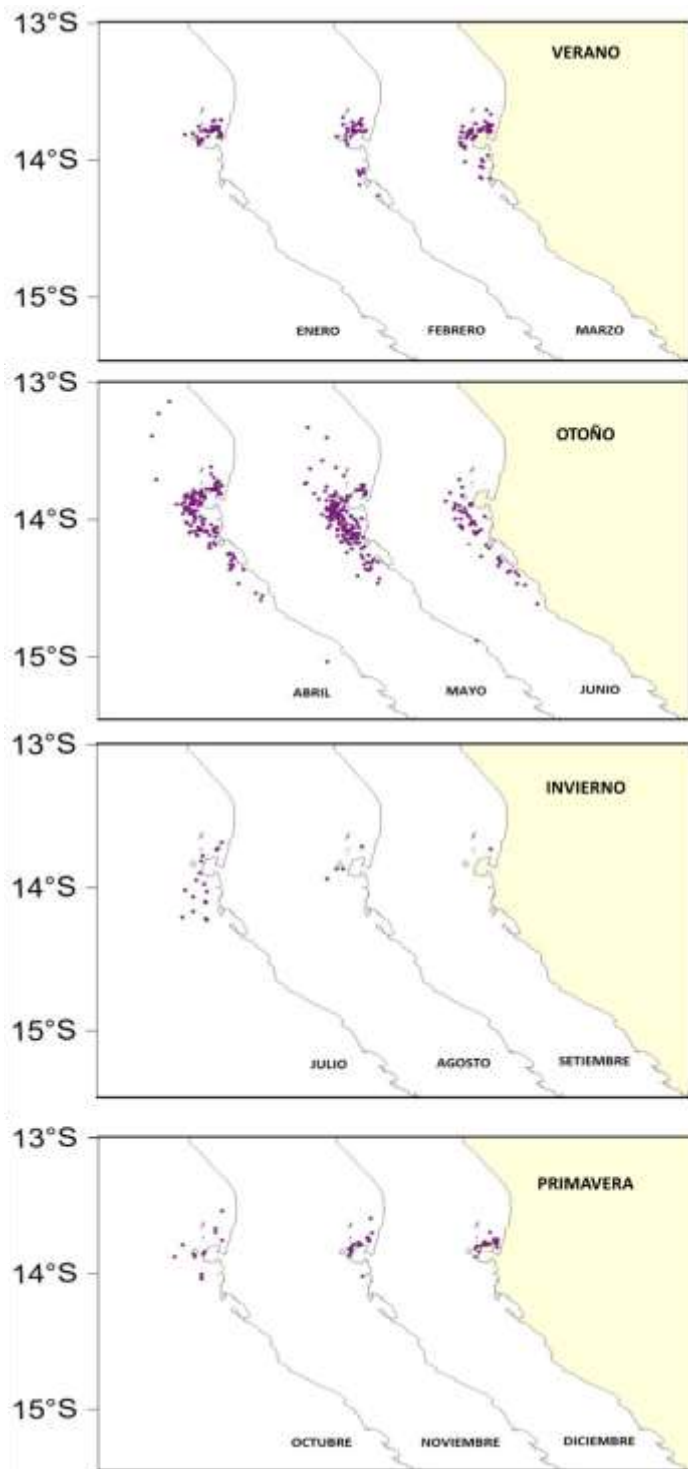 13°S
VERANO
14°S
15°S
ENERO FEBRERO MARZO
13°S
OTOÑO
14°S
15°S
ABRIL MAYO JUNIO
13°S
INVIERNO
14°S
15°S
JULIO AGOSTO SETIEMBRE
13°S
PRIMAVERA
14°S
15°S
OCTUBRE NOVIEMBRE DICIEMBRE